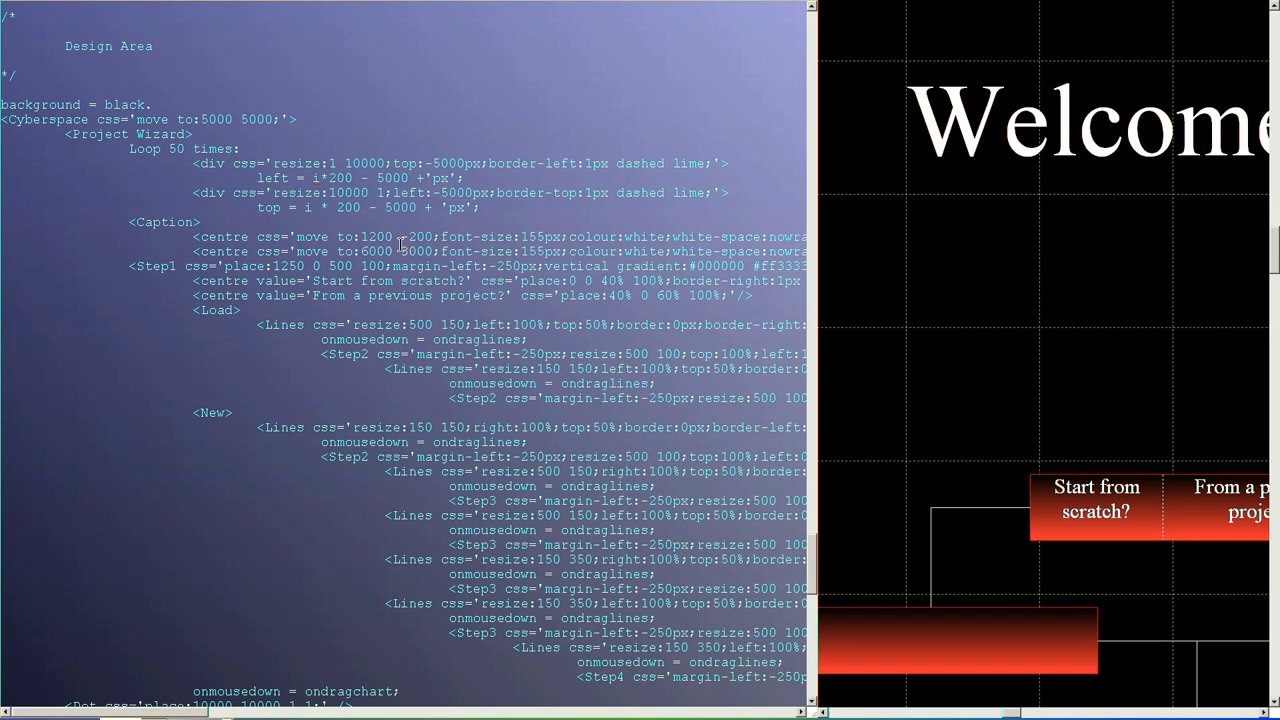 /*
Design Area
*/
background = black.
<Cyberspace css='move to:5000 5000;'>
<Project Wizard>
Loop 50 times:
<div css='resize:1 10000;top:-5000px;border-left:1px dashed lime;'>
left = i*200 - 5000 +'px';
<div css='resize:10000 1;left:-5000px;border-top:1px dashed lime;'>
top = i * 200 - 5000 + 'px';
<Caption>
<centre css='move to:1200 -200;font-size:155px;colour:white;white-space:nowra
<centre css='move to:6000 3000;font-size:155px;colour:white;white-space:nowra
<Step1 css='place:1250 0 500 100;margin-left:-250px;vertical gradient:#000000 #ff3333
<centre value='Start from scratch?' css='place:0 0 40% 100%;border-right:1px
<centre value='From a previous project?' css='place:40% 0 60% 100%;'/>
<Load>
<Lines css='resize:500 150;left:100%;top:50%;border:0px;border-right:
onmousedown = ondraglines;
<Step2 css='margin-left:-250px;resize:500 100;top:100%;left:1
<Lines css='resize:150 150;left:100%;top:50%;border:0
onmousedown = ondraglines;
<Step2 css='margin-left:-250px;resize:500 100
<New>
<Lines css='resize:150 150;right:100%;top:50%;border:0px;border-left:
onmousedown = ondraglines;
<Step2 css='margin-left:-250px;resize:500 100;top:100%;left:0
<Lines css='resize:500 150;right:100%;top:50%;border:
onmousedown = ondraglines;
<Step3 css='margin-left:-250px;resize:500 100
<Lines css='resize:500 150;left:100%;top:50%;border:0
onmousedown = ondraglines;
<Step3 css='margin-left:-250px;resize:500 100
<Lines css='resize:150 350;right:100%;top:50%;border:
onmousedown = ondraglines;
<Step3 css='margin-left:-250px;resize:500 100
<Lines css='resize:150 350;left:100%;top:50%;border:0
onmousedown = ondraglines;
<Step3 css='margin-left:-250px;resize:500 100
<Lines css='resize:150 350;left:100%;
onmousedown = ondraglines;
<Step4 css='margin-left:-250p
omousedown = ondragchart;
<Dot css='place:10000 10000 1 1;' />
Welcome
Start from
scratch?
From a p
proje